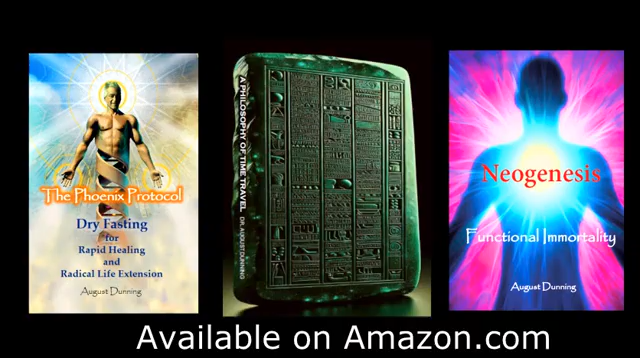 The Phoenix Protocol
Dry Fasting
for
Rapid Healing
and
Radical Life Extension
August Dunning
A PHILOSOPHY OF TIME TRAVEL
DR. AUGUST DUNNING
Neogenesis
Functional Immortality
August Dunning
Available on Amazon.com